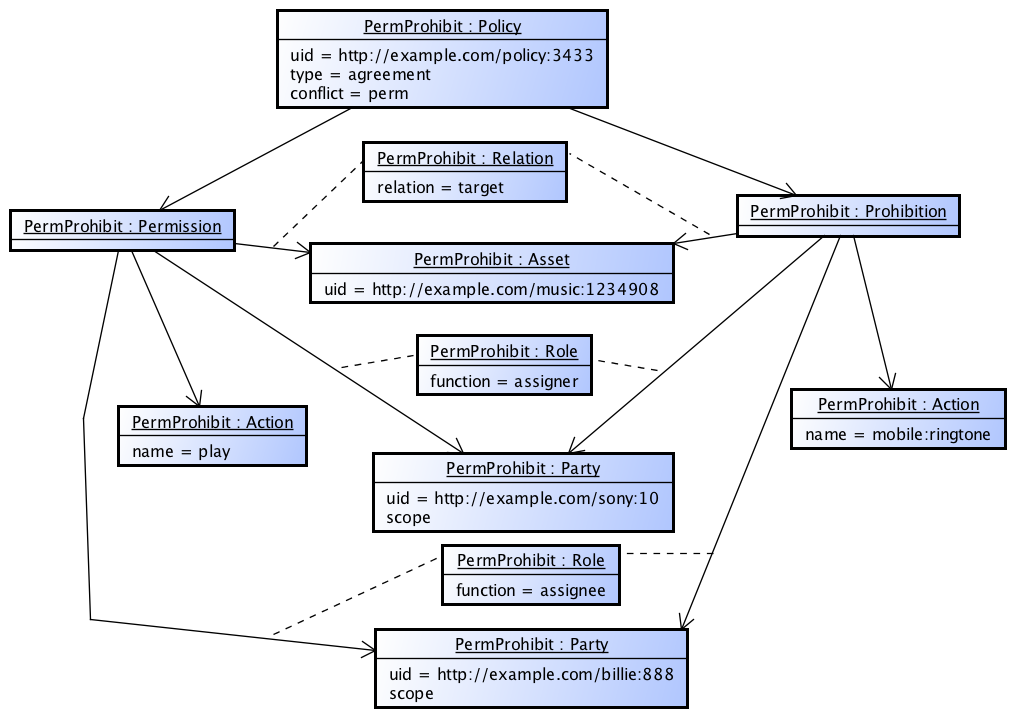 PermProhibit : Policy
uid = http://example.com/policy:3433
type = agreement
conflict = perm
PermProhibit : Relation
relation = target
PermProhibit : Permission
PermProhibit : Prohibition
PermProhibit : Asset
uid = http://example.com/music:1234908
PermProhibit : Role
function = assigner
PermProhibit : Action
name = play
PermProhibit : Action
name = mobile:ringtone
PermProhibit : Party
uid = http://example.com/sony:10
scope
PermProhibit : Role
function = assignee
PermProhibit : Party
uid = http://example.com/billie:888
scope